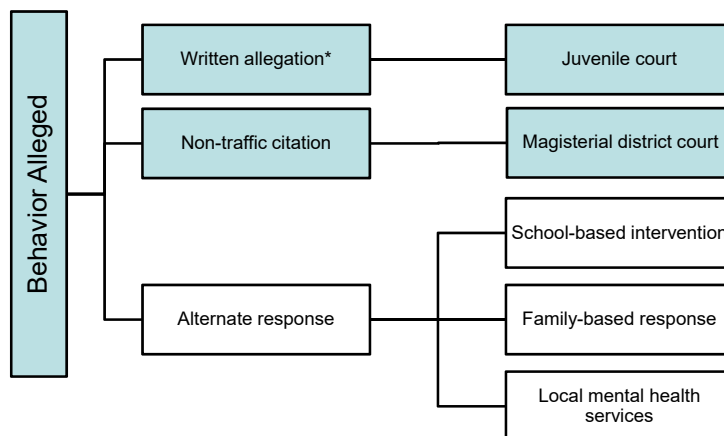 Behavior Alleged
Written allegation*
Juvenile court
Non-traffic citation
Magisterial district court
School-based intervention
Alternate response
Family-based response
Local mental health
services